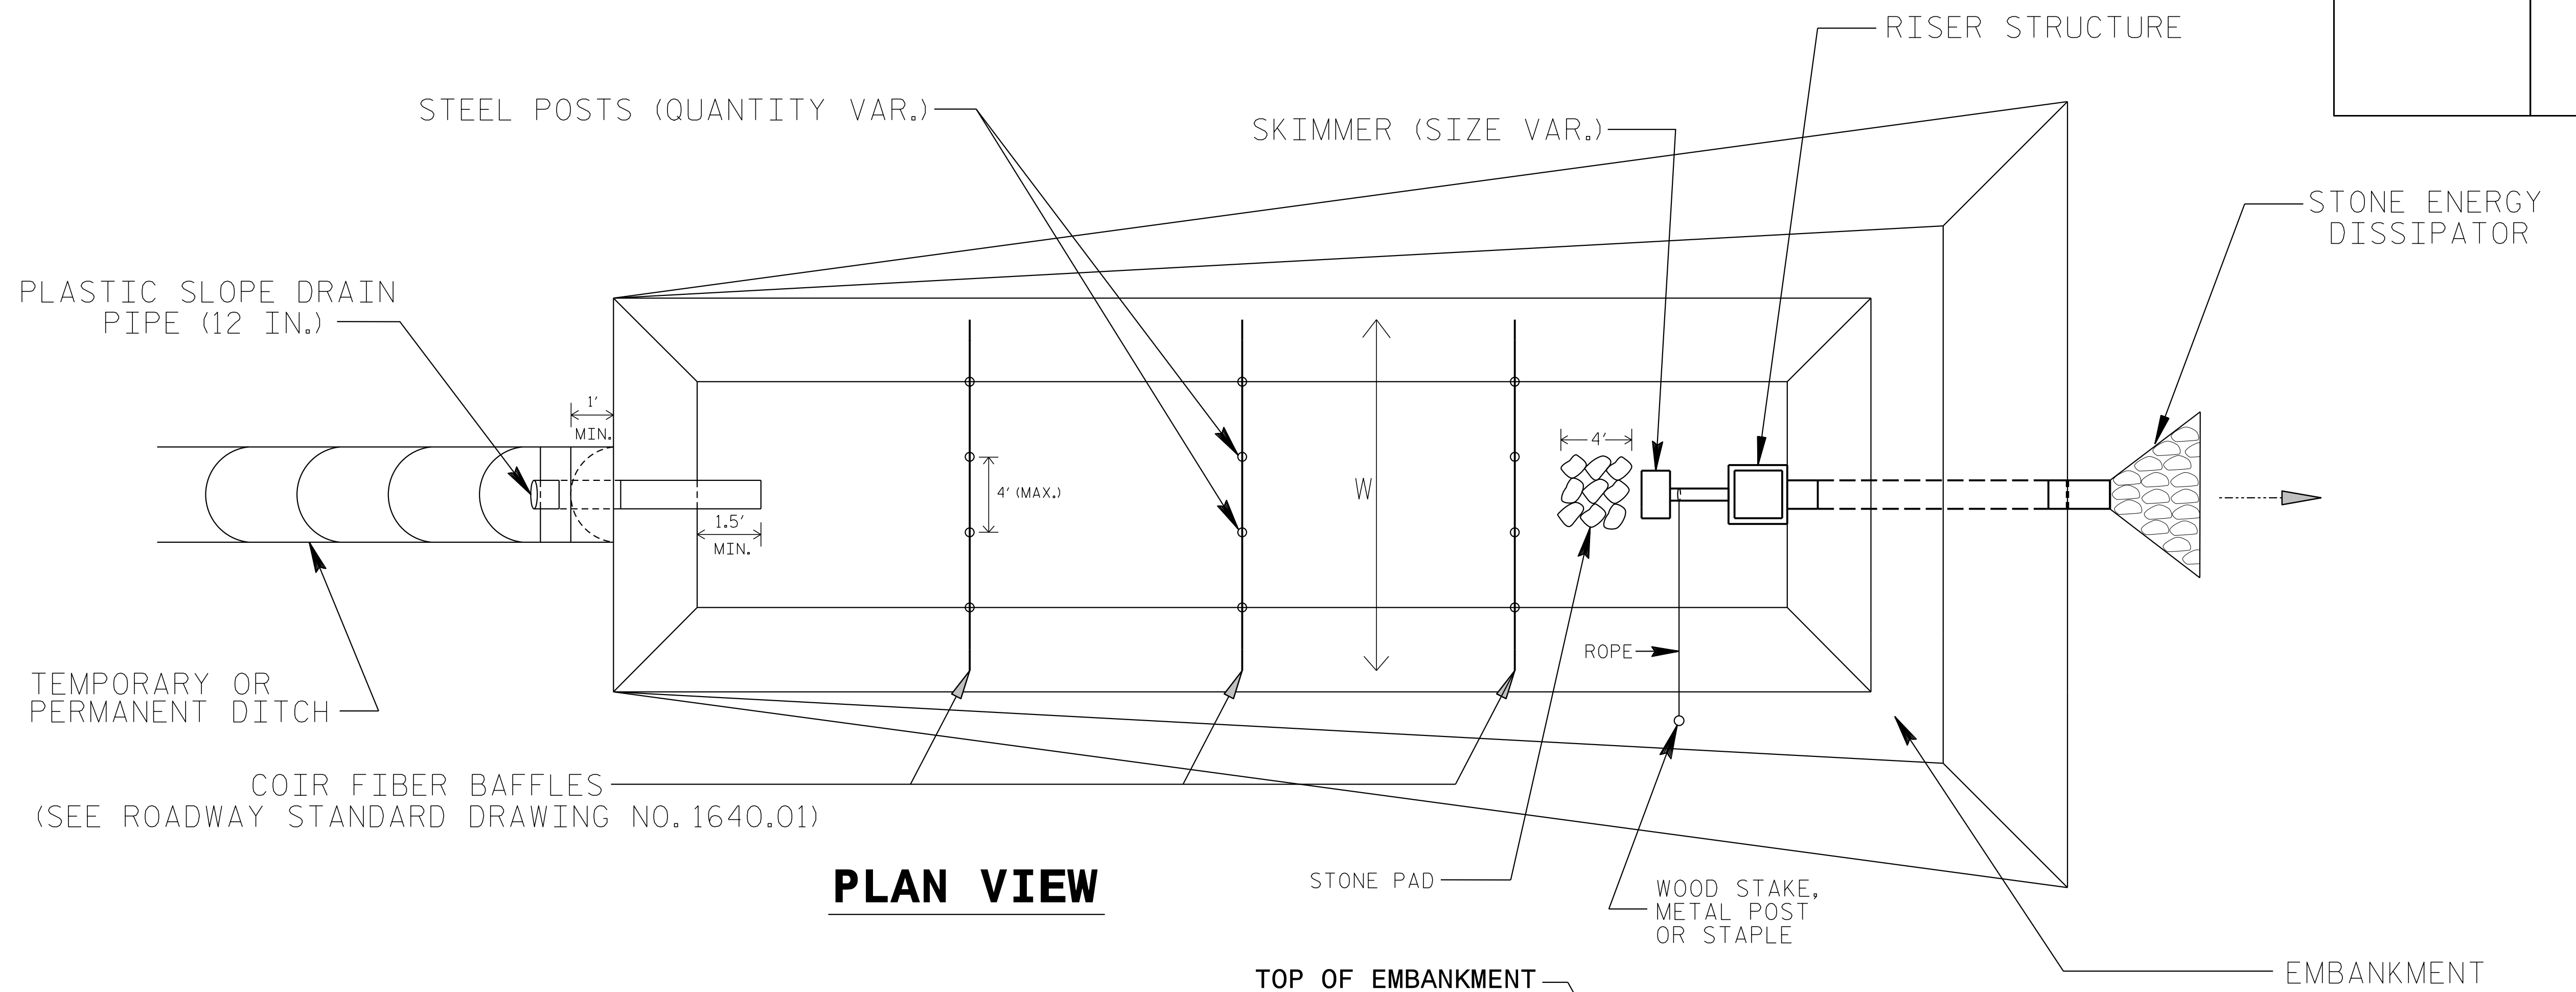 RISER STRUCTURE
STEEL POSTS (QUANTITY VAR.)
SKIMMER (SIZE VAR.)
STONE ENERGY
DISSIPATOR
PLASTIC SLOPE DRAIN
PIPE (12 IN.)
1'
MIN.
4'
4' (MAX.)
W
1.5'
MIN.
ROPE
TEMPORARY OR
PERMANENT DITCH
COIR FIBER BAFFLES
(SEE ROADWAY STANDARD DRAWING NO. 1640.01)
PLAN VIEW
STONE PAD
WOOD STAKE,
METAL POST
OR STAPLE
EMBANKMENT
TOP OF EMBANKMENT